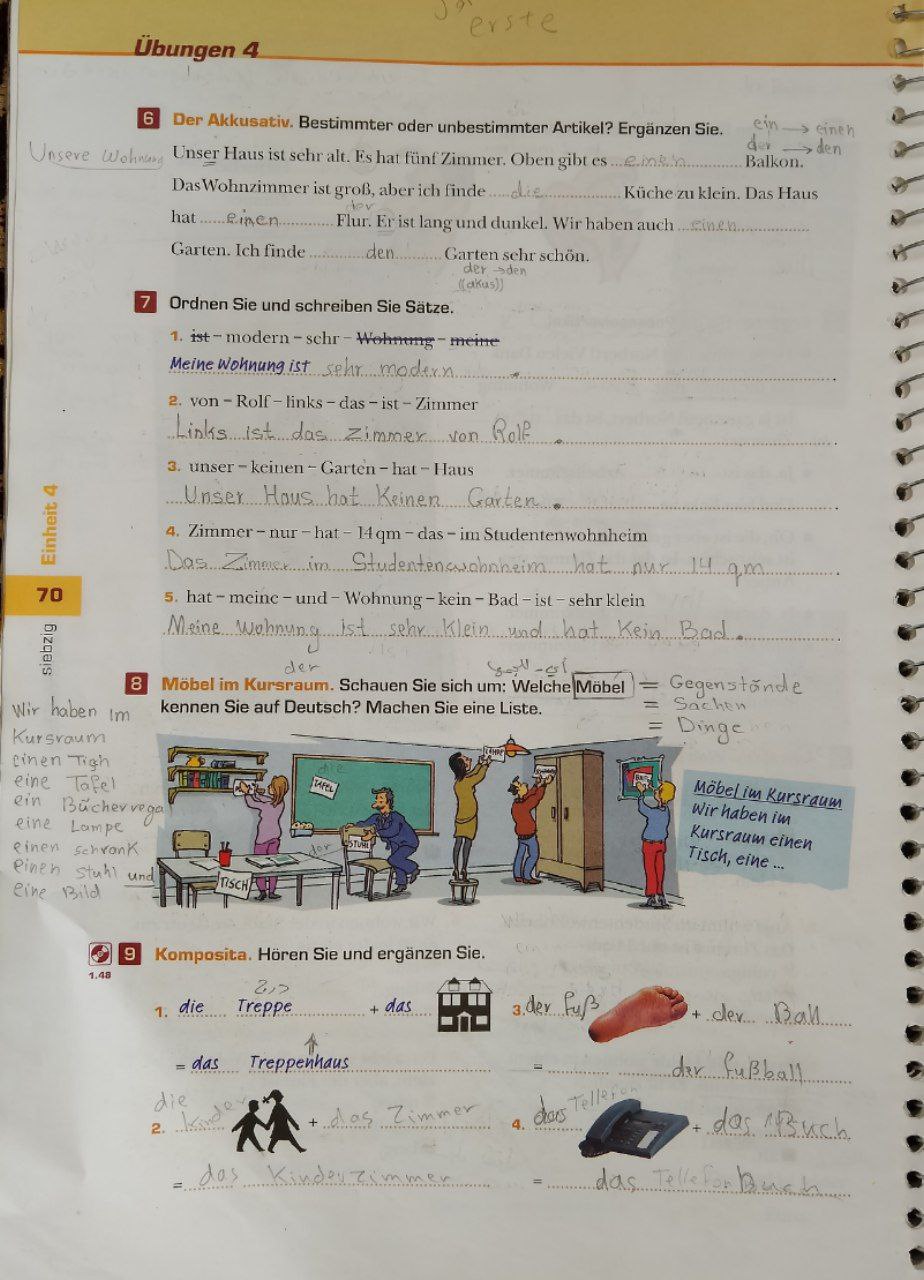 erste
Übungen 4
6 Der Akkusativ. Bestimmter oder unbestimmter Artikel? Ergänzen Sie.
ein → einen
der → den
Unsere Wohnung
Unser Haus ist sehr alt. Es hat fünf Zimmer. Oben gibt es einen Balkon.
Das Wohnzimmer ist groß, aber ich finde die Küche zu klein. Das Haus
der
hat einen Flur. Er ist lang und dunkel. Wir haben auch einen
Garten. Ich finde den Garten sehr schön.
der → den
((akus))
7 Ordnen Sie und schreiben Sie Sätze.
1. ist – modern – sehr – Wohnung – meine
Meine Wohnung ist sehr modern .
2. von – Rolf – links – das – ist – Zimmer
Links ist das Zimmer von Rolf .
3. unser – keinen – Garten – hat – Haus
Unser Haus hat Keinen Garten .
4. Zimmer – nur – hat – 14 qm – das – im Studentenwohnheim
Das Zimmer im Studentenwohnheim hat nur 14 qm
5. hat – meine – und – Wohnung – kein – Bad – ist – sehr klein
Meine Wohnung ist sehr Klein und hat Kein Bad .
Einheit 4
70
siebzig
der
8 Möbel im Kursraum. Schauen Sie sich um: Welche Möbel = Gegenstände
kennen Sie auf Deutsch? Machen Sie eine Liste.
= Sachen
= Dinge
Wir haben im
Kursraum
einen Tish
eine Tafel
ein Bücherrega
eine Lampe
einen schrank
einen stuhl und
eine Bild
die
TAFEL
der
STUHL
TISCH
Möbel im Kursraum
Wir haben im
Kursraum einen
Tisch, eine ...
1.48
9 Komposita. Hören Sie und ergänzen Sie.
1. die Treppe + das
= das Treppenhaus
3. der fuß + der Ball
= der fußball
die
2. kinder + das Zimmer
= das Kinderzimmer
4. das Tellefon + das Buch
= das TellefonBuch